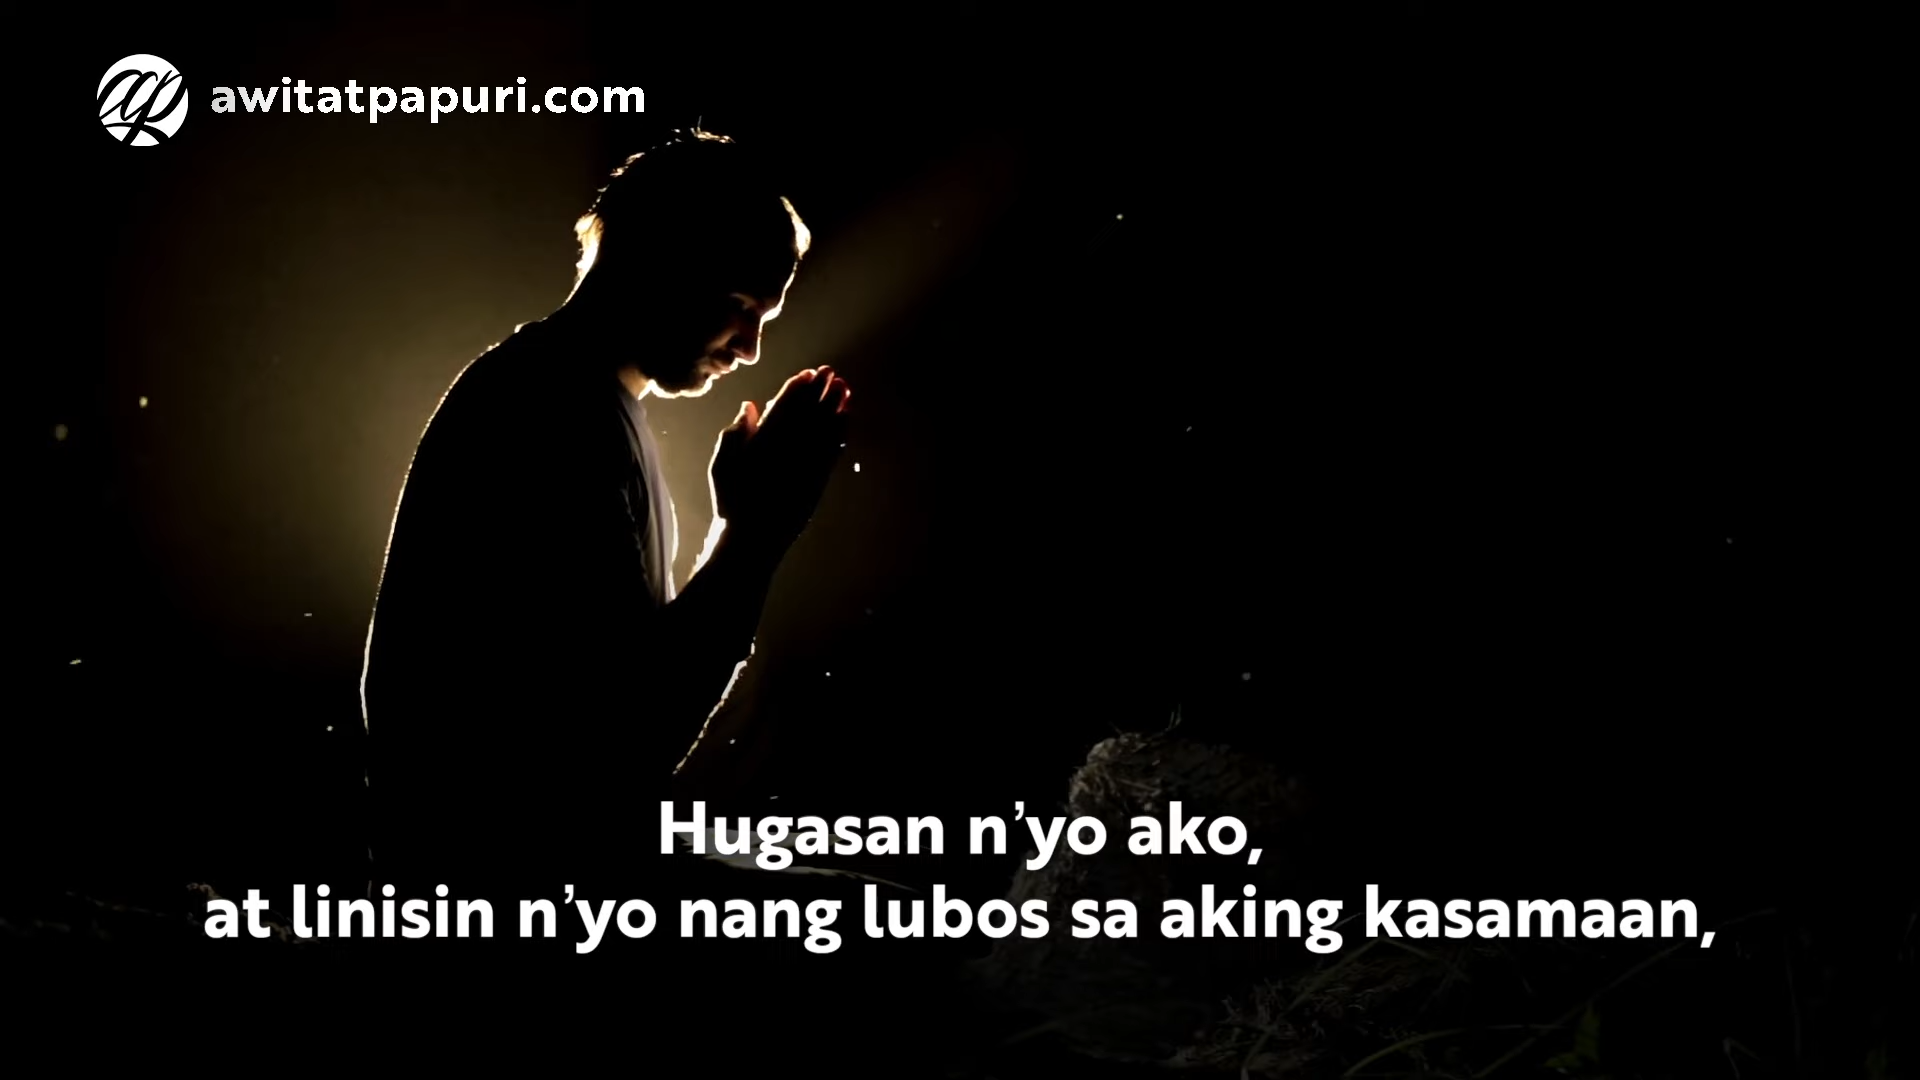 awitatpapuri.com
Hugasan n’yo ako,
at linisin n’yo nang lubos sa aking kasamaan,